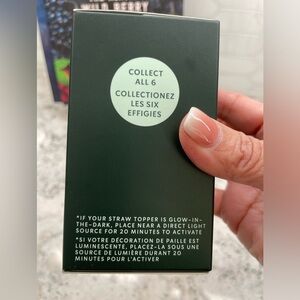 WILD BERRY
COLLECT
ALL 6
COLLECTIONEZ
LES SIX
EFFIGIES
*IF YOUR STRAW TOPPER IS GLOW-IN-
THE-DARK, PLACE NEAR A DIRECT LIGHT
SOURCE FOR 20 MINUTES TO ACTIVATE
*SI VOTRE DÉCORATION DE PAILLE EST
LUMINESCENTE, PLACEZ-LA SOUS UNE
SOURCE DE LUMIÈRE DURANT 20
MINUTES POUR L'ACTIVER